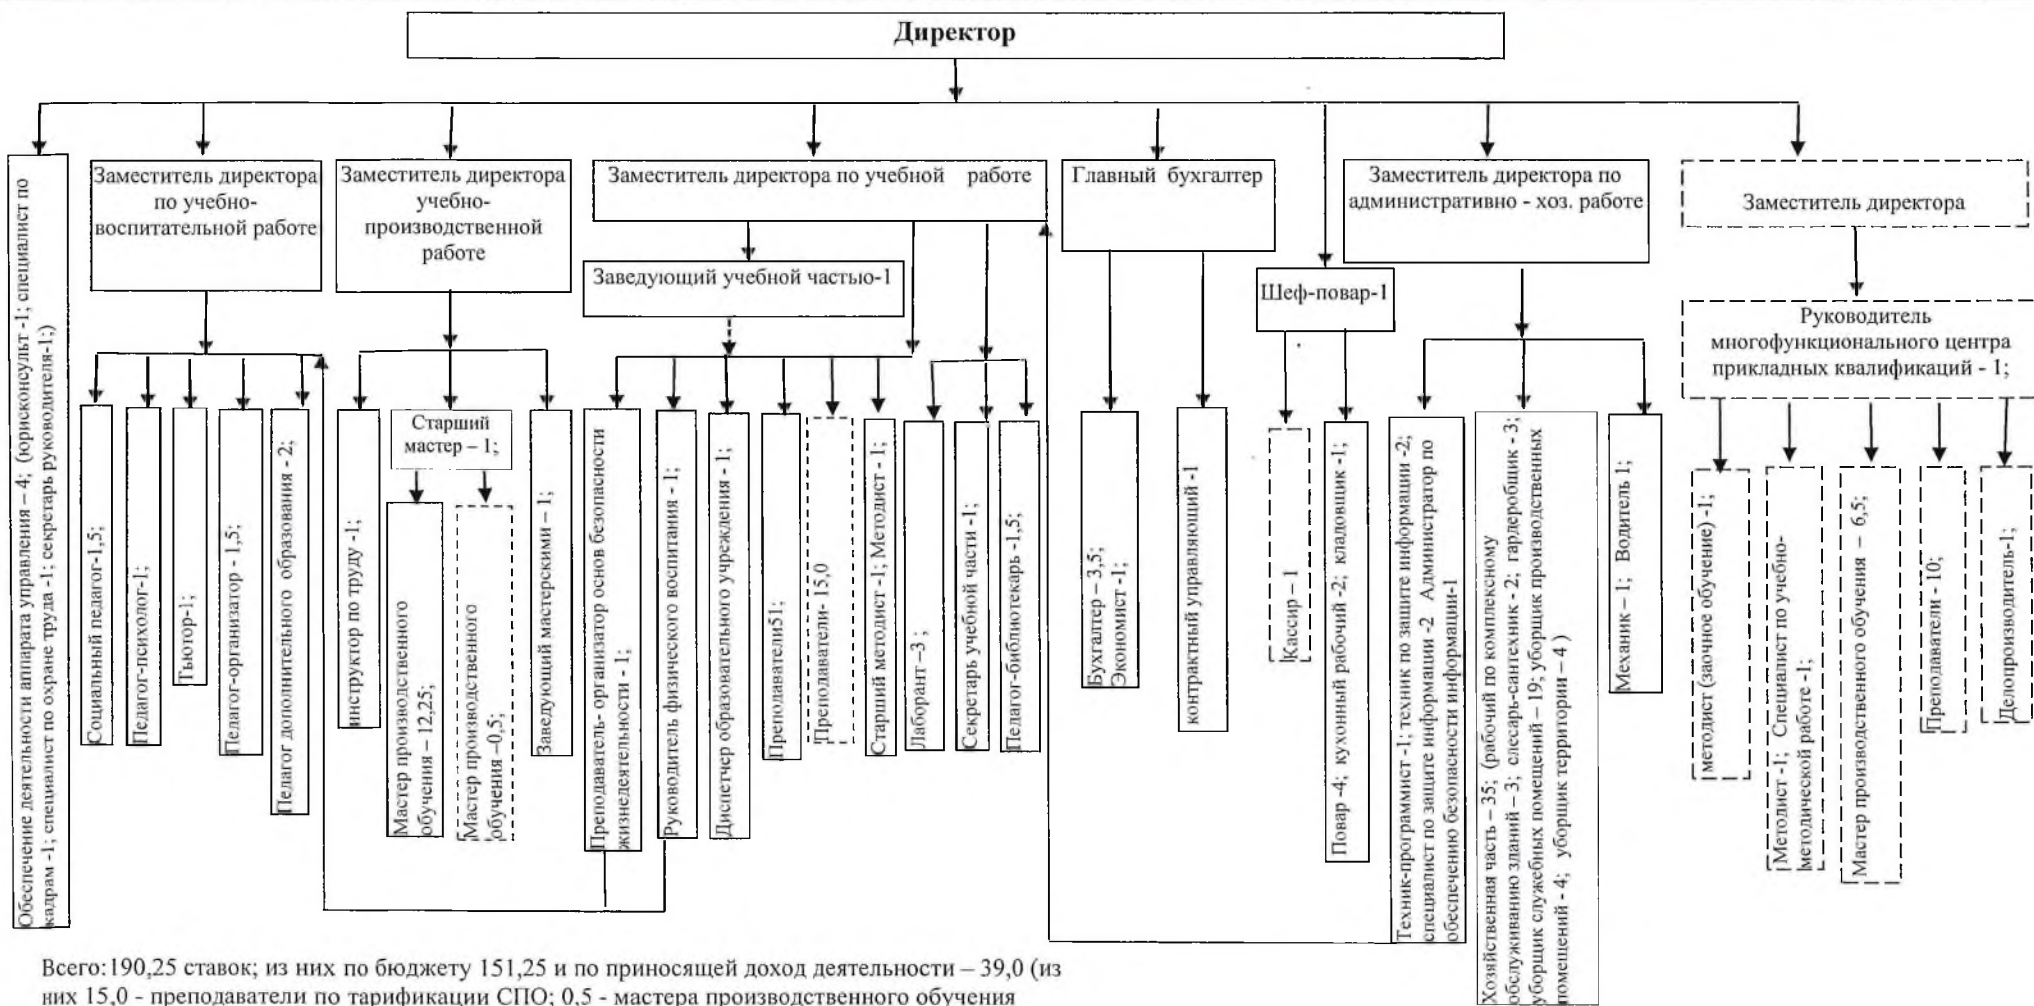 Директор
Обеспечение деятельности аппарата управления – 4; (юрисконсульт -1; специалист по
кадрам -1; специалист по охране труда -1; секретарь руководителя-1;)
Заместитель директора
по учебно-
воспитательной работе
Заместитель директора
учебно-
производственной
работе
Заместитель директора по учебной работе
Главный бухгалтер
Заместитель директора по
административно - хоз. работе
Заместитель директора
Заведующий учебной частью-1
Шеф-повар-1
Руководитель
многофункционального центра
прикладных квалификаций - 1;
Социальный педагог-1,5;
Педагог-психолог-1;
Тьютор-1;
Педагог-организатор - 1,5;
Педагог дополнительного образования - 2;
инструктор по труду -1;
Старший
мастер – 1;
Мастер производственного
обучения – 12,25;
Мастер производственного
обучения –0,5;
Заведующий мастерскими – 1;
Преподаватель- организатор основ безопасности
жизнедеятельности - 1;
Руководитель физического воспитания - 1;
Диспетчер образовательного учреждения - 1;
Преподаватели51;
Преподаватели- 15,0
Старший методист -1; Методист - 1;
Лаборант –3 ;
Секретарь учебной части -1;
Педагог-библиотекарь -1,5;
Бухгалтер – 3,5;
Экономист -1;
контрактный управляющий -1
Кассир – 1
Повар -4; кухонный рабочий -2; кладовщик -1;
Техник-программист -1; техник по защите информации -2;
специалист по защите информации -2 Администратор по
обеспечению безопасности информации-1
Хозяйственная часть – 35; (рабочий по комплексному
обслуживанию зданий – 3; слесарь-сантехник - 2; гардеробщик - 3;
уборщик служебных помещений – 19; уборщик производственных
помещений - 4; уборщик территории – 4 )
Механик – 1; Водитель 1;
методист (заочное обучение) -1;
Методист -1; Специалист по учебно-
методической работе -1;
Мастер производственного обучения – 6,5;
Преподаватели - 10;
Делопроизводитель-1;
Всего:190,25 ставок; из них по бюджету 151,25 и по приносящей доход деятельности – 39,0 (из
них 15,0 - преподаватели по тарификации СПО; 0,5 - мастера производственного обучения